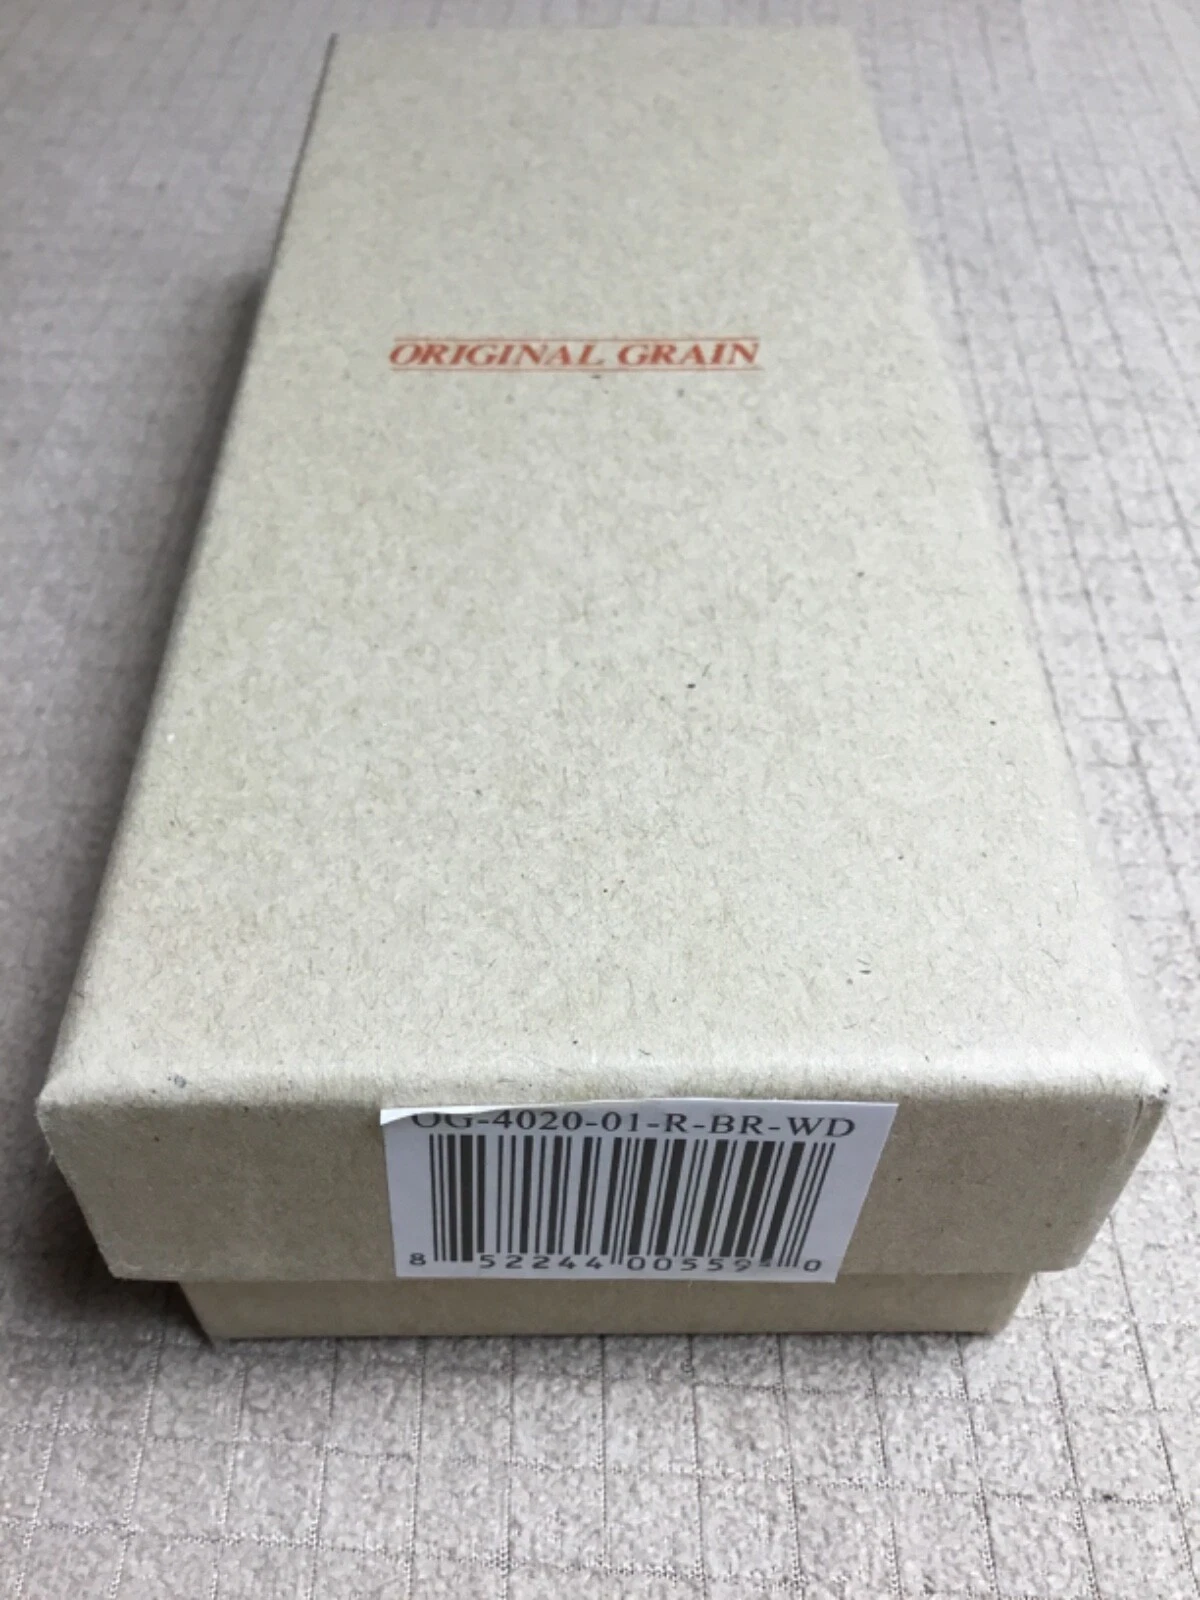 ORIGINAL GRAIN
OG-4020-01-R-BR-WD
8 52244 00559 0